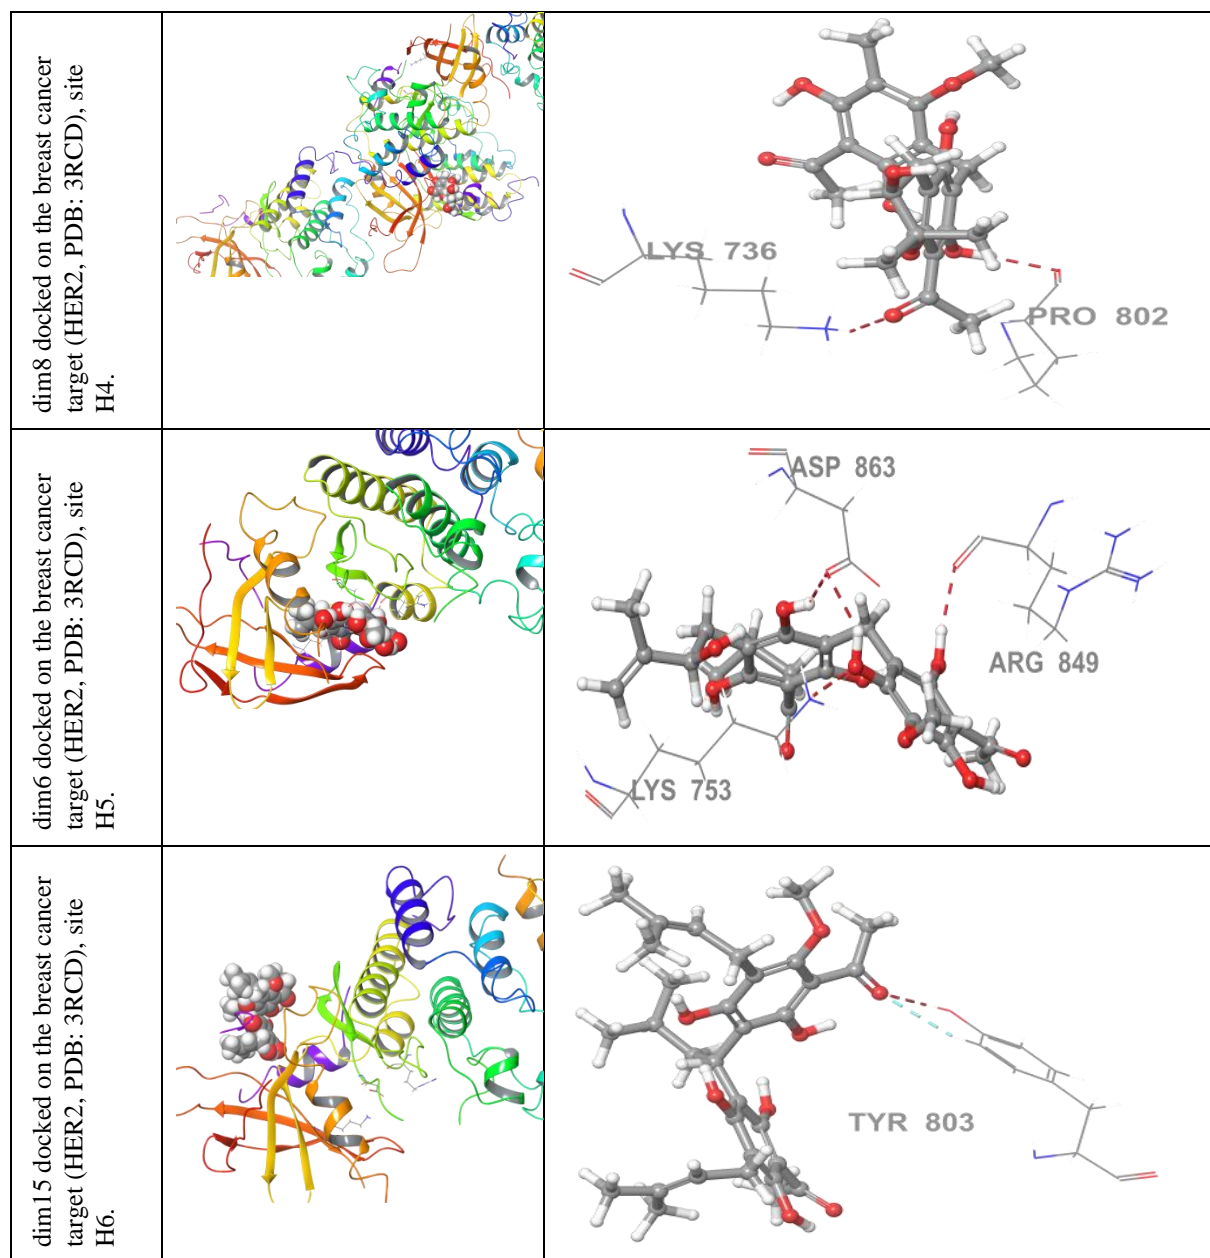 dim8 docked on the breast cancer
target (HER2, PDB: 3RCD), site
H4.
LYS 736
PRO 802
dim6 docked on the breast cancer
target (HER2, PDB: 3RCD), site
H5.
ASP 863
ARG 849
LYS 753
dim15 docked on the breast cancer
target (HER2, PDB: 3RCD), site
H6.
TYR 803